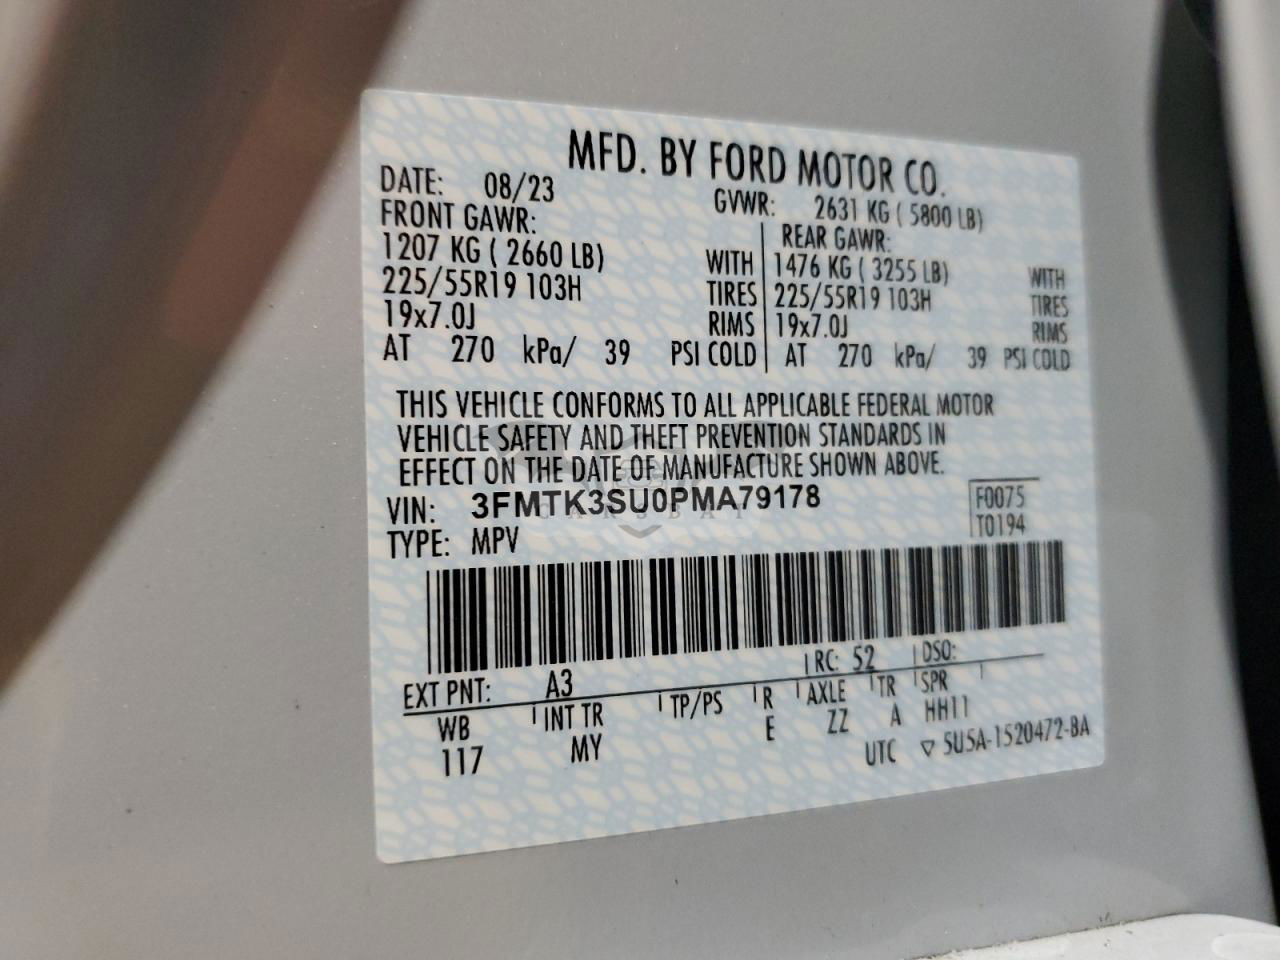 MFD. BY FORD MOTOR CO.
DATE: 08/23 GVWR: 2631 KG ( 5800 LB)
FRONT GAWR: REAR GAWR:
1207 KG ( 2660 LB) WITH 1476 KG ( 3255 LB) WITH
225/55R19 103H TIRES 225/55R19 103H TIRES
19x7.0J RIMS 19x7.0J RIMS
AT 270 kPa/ 39 PSI COLD AT 270 kPa/ 39 PSI COLD
THIS VEHICLE CONFORMS TO ALL APPLICABLE FEDERAL MOTOR
VEHICLE SAFETY AND THEFT PREVENTION STANDARDS IN
EFFECT ON THE DATE OF MANUFACTURE SHOWN ABOVE.
VIN: 3FMTK3SU0PMA79178 F0075
TYPE: MPV T0194
EXT PNT: A3 RC: 52 DSO:
WB INT TR TP/PS R AXLE TR SPR
117 MY E ZZ A HH11
UTC ▽ 5U5A-1520472-BA